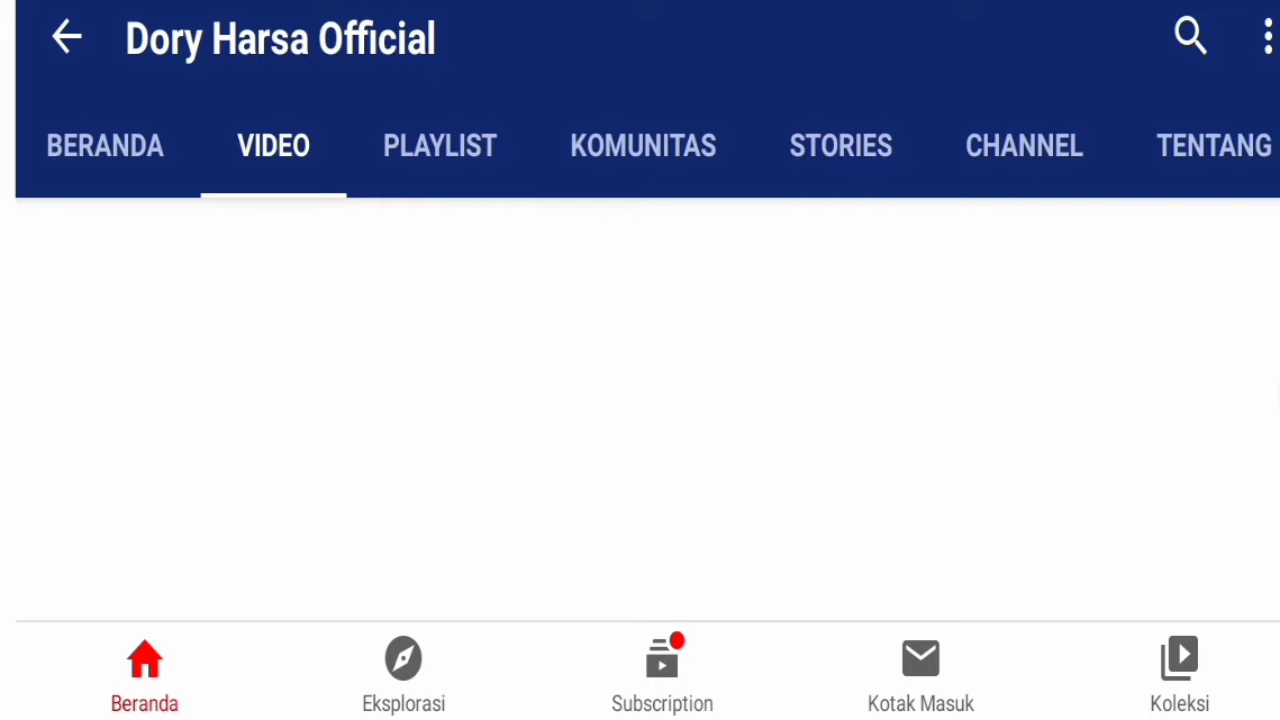 Dory Harsa Official
BERANDA VIDEO PLAYLIST KOMUNITAS STORIES CHANNEL TENTANG
Beranda Eksplorasi Subscription Kotak Masuk Koleksi